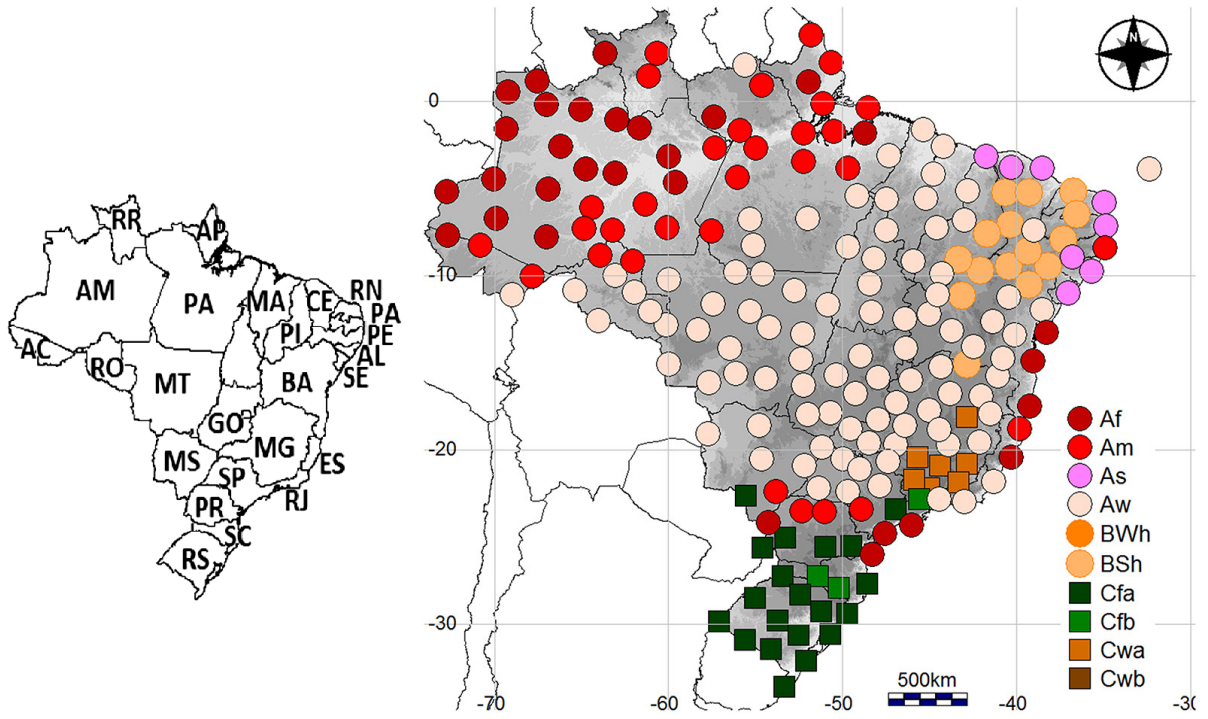 RR
AP
AM
PA
MA
CE
RN
PA
PI
PE
AC
AL
RO
SE
MT
BA
GO
MG
MS
ES
SP
RJ
PR
SC
RS
N
0
-10
-20
-30
-70
-60
-50
-40
-30
500km
Af
Am
As
Aw
BWh
BSh
Cfa
Cfb
Cwa
Cwb